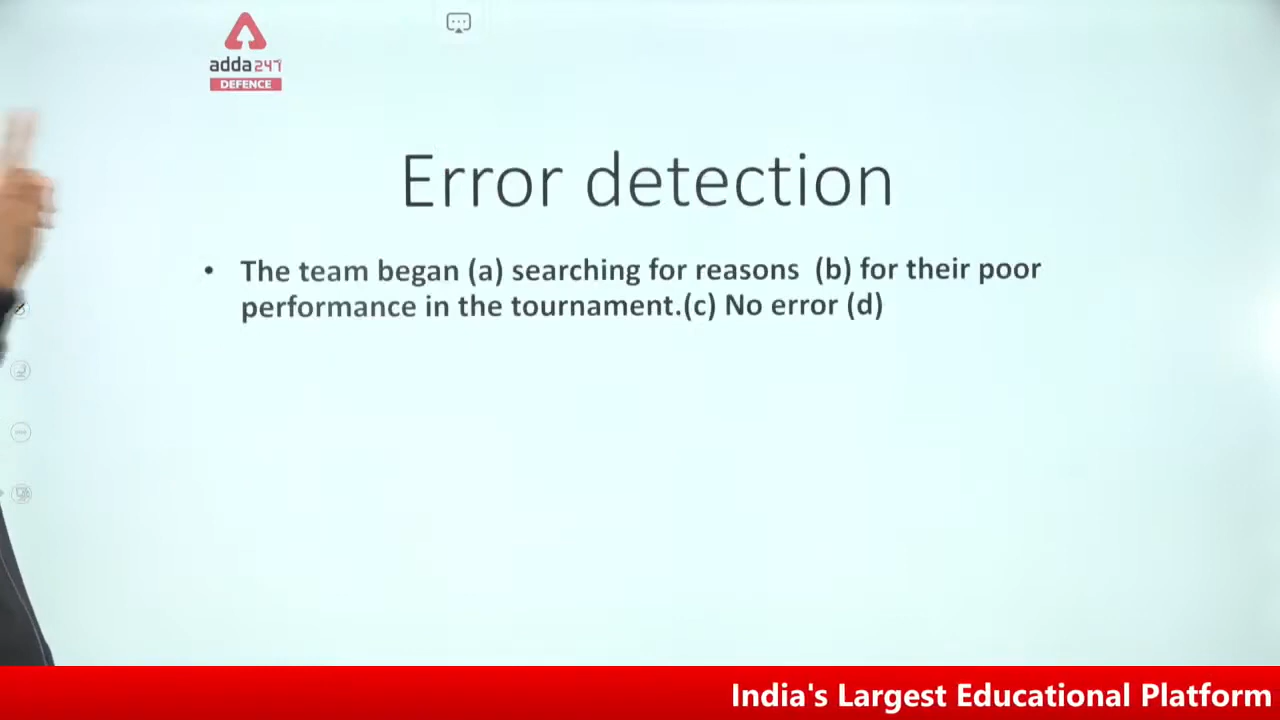 adda247
DEFENCE
Error detection
• The team began (a) searching for reasons  (b) for their poor
performance in the tournament.(c) No error (d)
India's Largest Educational Platform